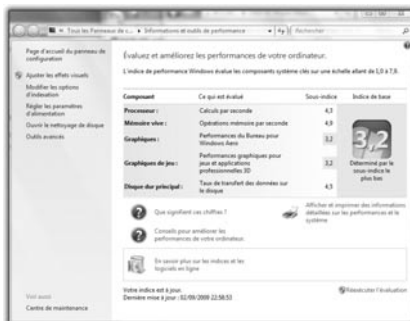 Tous les Panneaux de c... ▸ Informations et outils de performance
Rechercher
Page d'accueil du panneau de
configuration
Ajuster les effets visuels
Modifier les options
d'indexation
Régler les paramètres
d'alimentation
Ouvrir le nettoyage de disque
Outils avancés
Voir aussi
Centre de maintenance
Évaluez et améliorez les performances de votre ordinateur.
L'indice de performance Windows évalue les composants système clés sur une échelle allant de 1,0 à 7,9.
Composant Ce qui est évalué Sous-indice Indice de base
Processeur : Calculs par seconde 4,3
Mémoire vive : Opérations mémoire par seconde 4,9
Graphiques : Performances du Bureau pour
Windows Aero 3,2
Graphiques de jeu : Performances graphiques pour
jeux et applications
professionnelles 3D 3,2
Disque dur principal : Taux de transfert des données sur
le disque 4,5
3,2
Déterminé par le
sous-indice le
plus bas
Que signifient ces chiffres ?
Afficher et imprimer des informations
détaillées sur les performances et le
système
Conseils pour améliorer les
performances de votre ordinateur.
En savoir plus sur les indices et les
logiciels en ligne
Votre indice est à jour.
Dernière mise à jour : 02/09/2009 22:58:53
Réexécuter l'évaluation